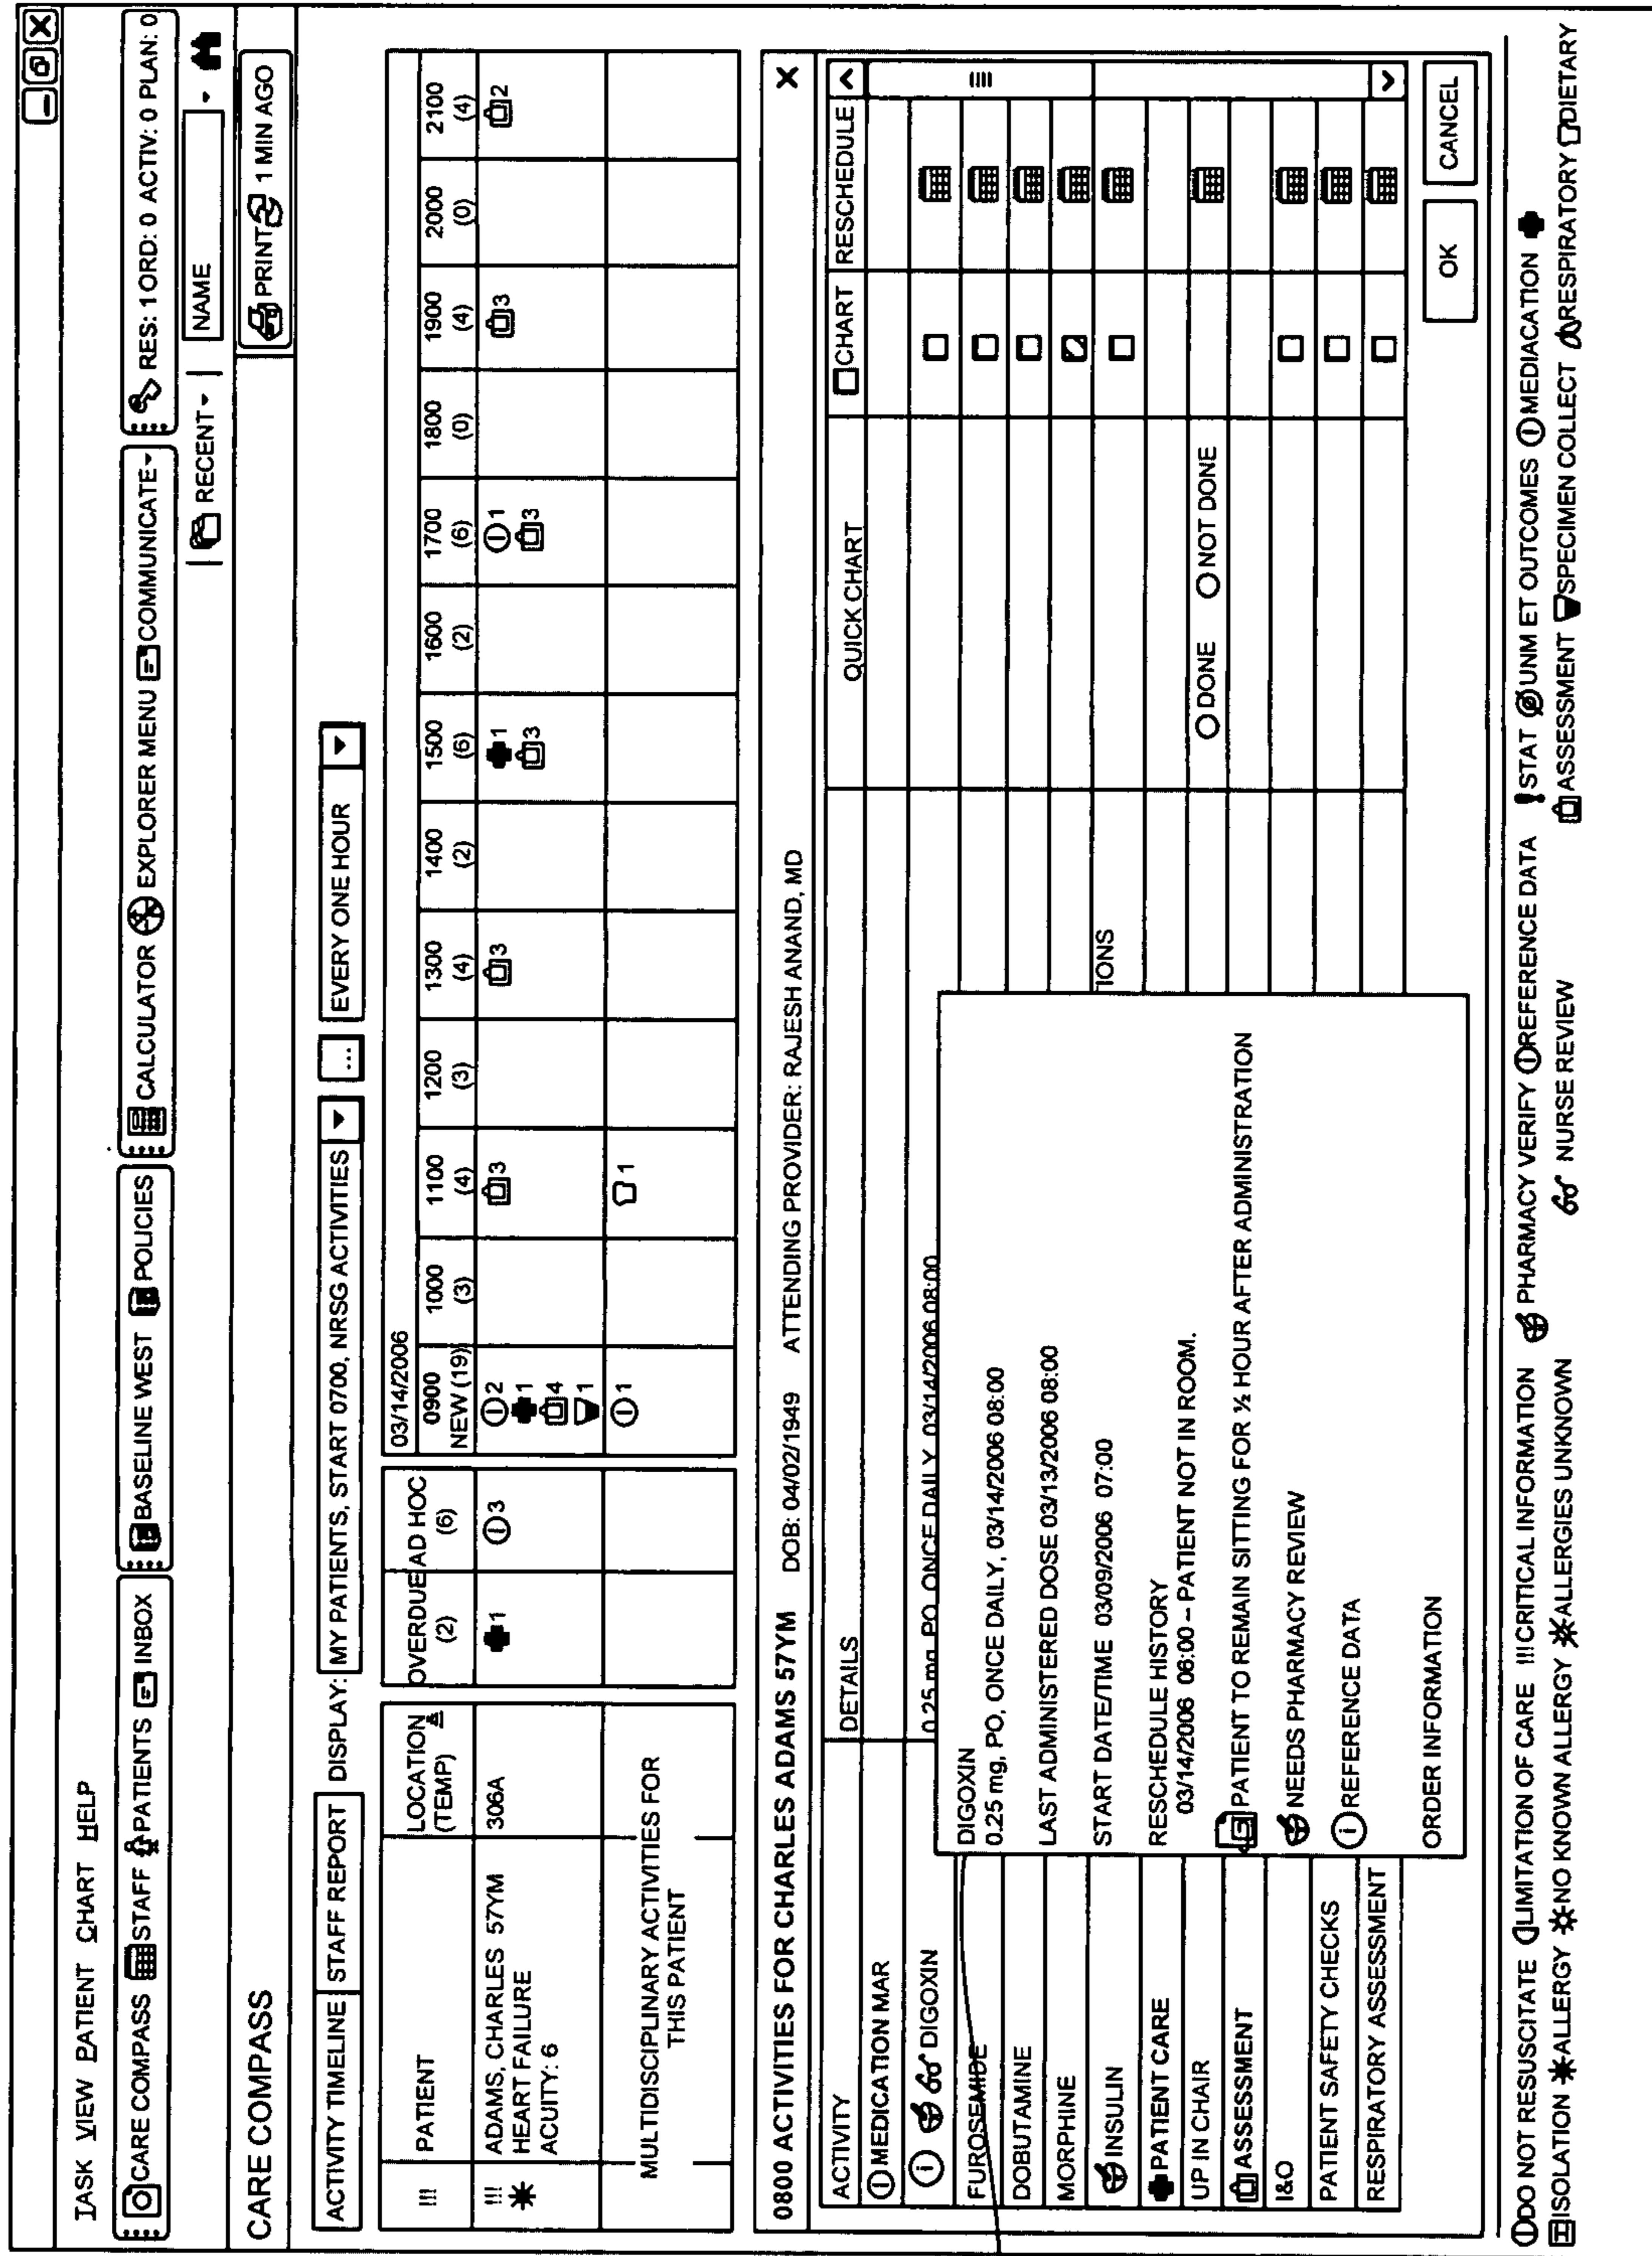 TASK VIEW PATIENT CHART HELP
CARE COMPASS STAFF PATIENTS INBOX BASELINE WEST POLICIES CALCULATOR EXPLORER MENU COMMUNICATE RES: 1 ORD: 0 ACTIV: 0 PLAN: 0
RECENT NAME
CARE COMPASS PRINT 1 MIN AGO
ACTIVITY TIMELINE STAFF REPORT DISPLAY: MY PATIENTS, START 0700, NRSG ACTIVITIES ... EVERY ONE HOUR
03/14/2006
!!! PATIENT LOCATION (TEMP) OVERDUE (2) AD HOC (6) 0900 NEW (19) 1000 (3) 1100 (4) 1200 (3) 1300 (4) 1400 (2) 1500 (6) 1600 (2) 1700 (6) 1800 (0) 1900 (4) 2000 (0) 2100 (4)
!!! ADAMS, CHARLES 57YM 306A 1 3 2 3 3 1 1 3 2
HEART FAILURE 1 3 3
ACUITY: 6 4
1
MULTIDISCIPLINARY ACTIVITIES FOR 1 1
THIS PATIENT
0800 ACTIVITIES FOR CHARLES ADAMS 57YM DOB: 04/02/1949 ATTENDING PROVIDER: RAJESH ANAND, MD X
ACTIVITY DETAILS QUICK CHART CHART RESCHEDULE
MEDICATION MAR
DIGOXIN 0.25 mg, PO, ONCE DAILY, 03/14/2006 08:00
FUROSEMIDE
DOBUTAMINE
MORPHINE
INSULIN IONS
PATIENT CARE
UP IN CHAIR DONE NOT DONE
ASSESSMENT
I&O
PATIENT SAFETY CHECKS
RESPIRATORY ASSESSMENT
DIGOXIN
0.25 mg, PO, ONCE DAILY, 03/14/2006 08:00
LAST ADMINISTERED DOSE 03/13/2006 08:00
START DATE/TIME 03/09/2006 07:00
RESCHEDULE HISTORY
03/14/2006 06:00 – PATIENT NOT IN ROOM.
PATIENT TO REMAIN SITTING FOR ½ HOUR AFTER ADMINISTRATION
NEEDS PHARMACY REVIEW
REFERENCE DATA
ORDER INFORMATION
OK CANCEL
DO NOT RESUSCITATE LIMITATION OF CARE !!! CRITICAL INFORMATION PHARMACY VERIFY REFERENCE DATA STAT UNM ET OUTCOMES MEDIACATION
ISOLATION ALLERGY NO KNOWN ALLERGY ALLERGIES UNKNOWN NURSE REVIEW ASSESSMENT SPECIMEN COLLECT RESPIRATORY DIETARY